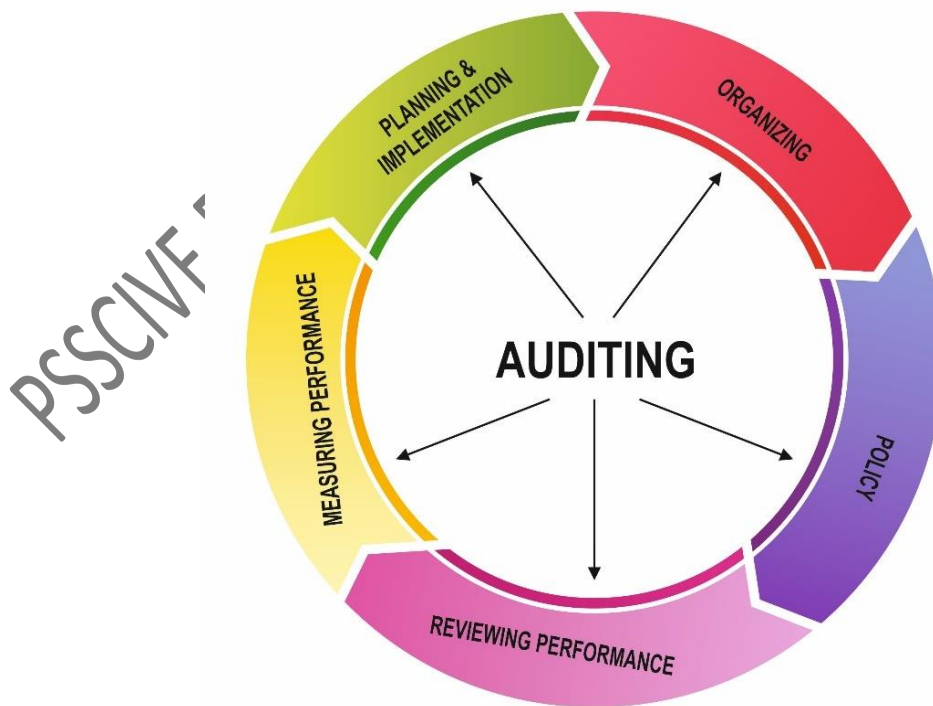 PLANNING &
IMPLEMENTATION
ORGANIZING
POLICY
REVIEWING PERFORMANCE
MEASURING PERFORMANCE
AUDITING
PSSCIVE